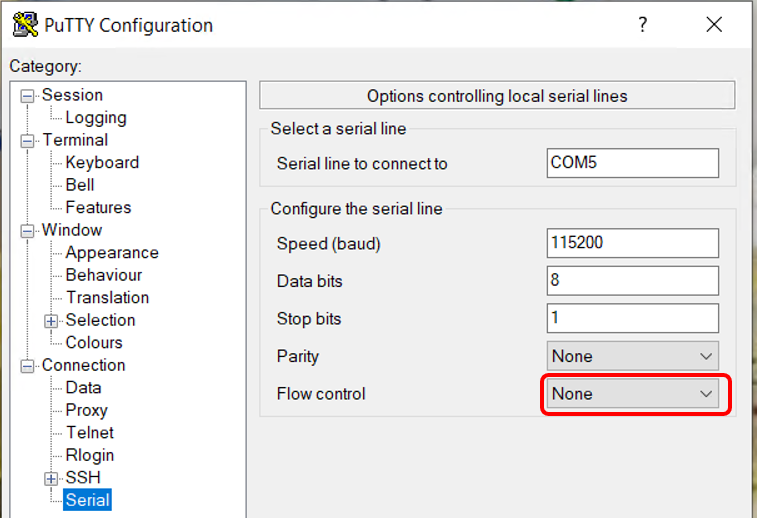 PuTTY Configuration
?
Category:
Session
Logging
Terminal
Keyboard
Bell
Features
Window
Appearance
Behaviour
Translation
Selection
Colours
Connection
Data
Proxy
Telnet
Rlogin
SSH
Serial
Options controlling local serial lines
Select a serial line
Serial line to connect to COM5
Configure the serial line
Speed (baud) 115200
Data bits 8
Stop bits 1
Parity None
Flow control None